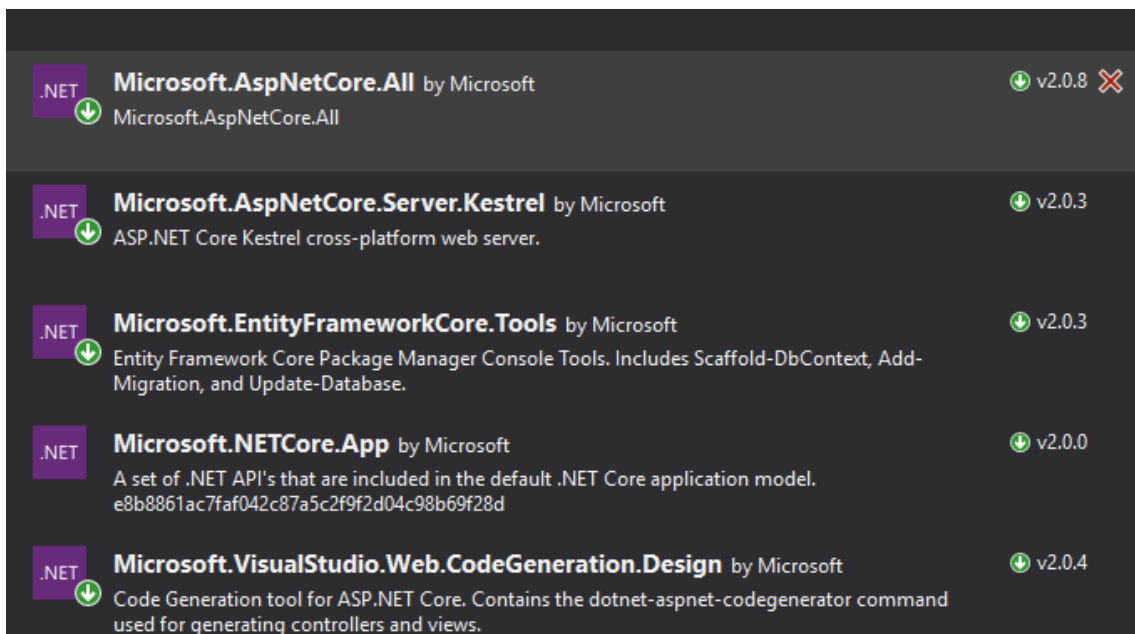 .NET Microsoft.AspNetCore.All by Microsoft v2.0.8
Microsoft.AspNetCore.All
.NET Microsoft.AspNetCore.Server.Kestrel by Microsoft v2.0.3
ASP.NET Core Kestrel cross-platform web server.
.NET Microsoft.EntityFrameworkCore.Tools by Microsoft v2.0.3
Entity Framework Core Package Manager Console Tools. Includes Scaffold-DbContext, Add-
Migration, and Update-Database.
.NET Microsoft.NETCore.App by Microsoft v2.0.0
A set of .NET API's that are included in the default .NET Core application model.
e8b8861ac7faf042c87a5c2f9f2d04c98b69f28d
.NET Microsoft.VisualStudio.Web.CodeGeneration.Design by Microsoft v2.0.4
Code Generation tool for ASP.NET Core. Contains the dotnet-aspnet-codegenerator command
used for generating controllers and views.